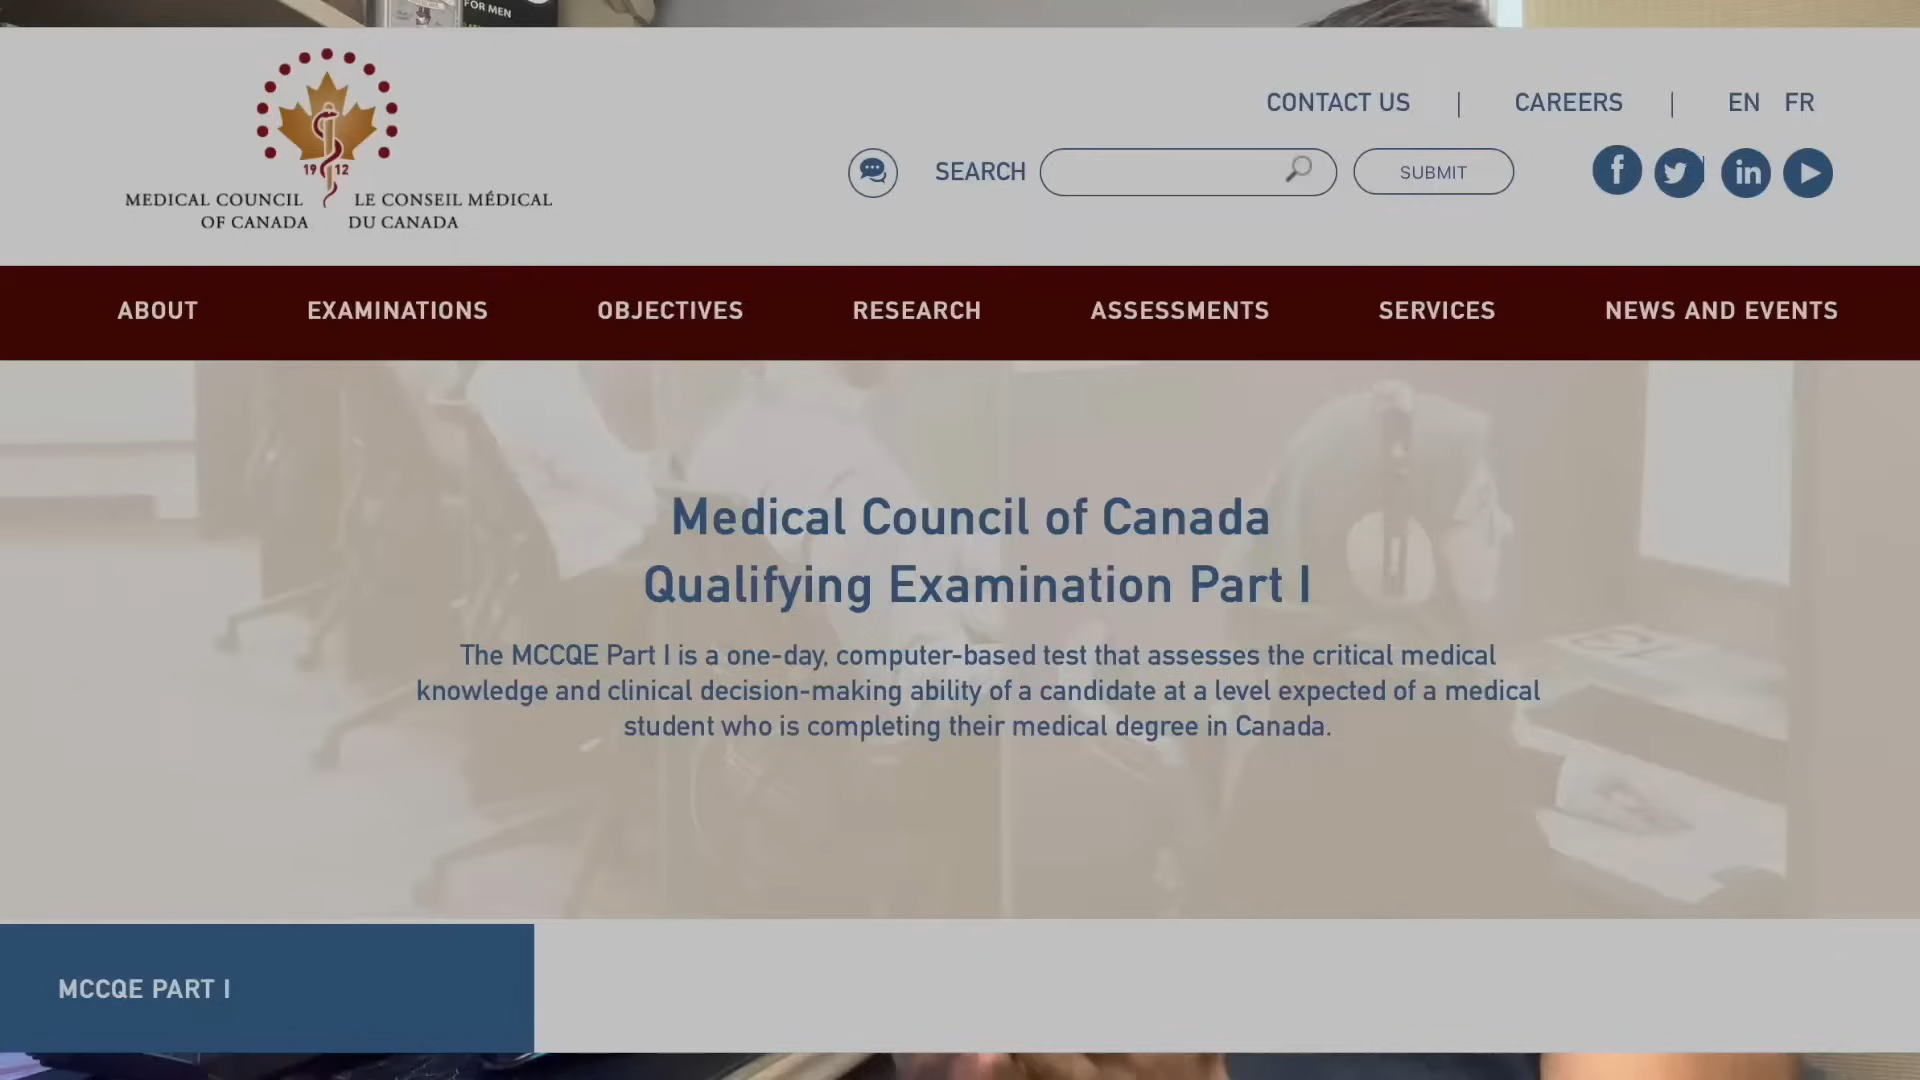 FOR MEN
CONTACT US | CAREERS | EN FR
SEARCH SUBMIT
1912
MEDICAL COUNCIL LE CONSEIL MÉDICAL
OF CANADA DU CANADA
ABOUT EXAMINATIONS OBJECTIVES RESEARCH ASSESSMENTS SERVICES NEWS AND EVENTS
Medical Council of Canada
Qualifying Examination Part I
The MCCQE Part I is a one-day, computer-based test that assesses the critical medical
knowledge and clinical decision-making ability of a candidate at a level expected of a medical
student who is completing their medical degree in Canada.
MCCQE PART I